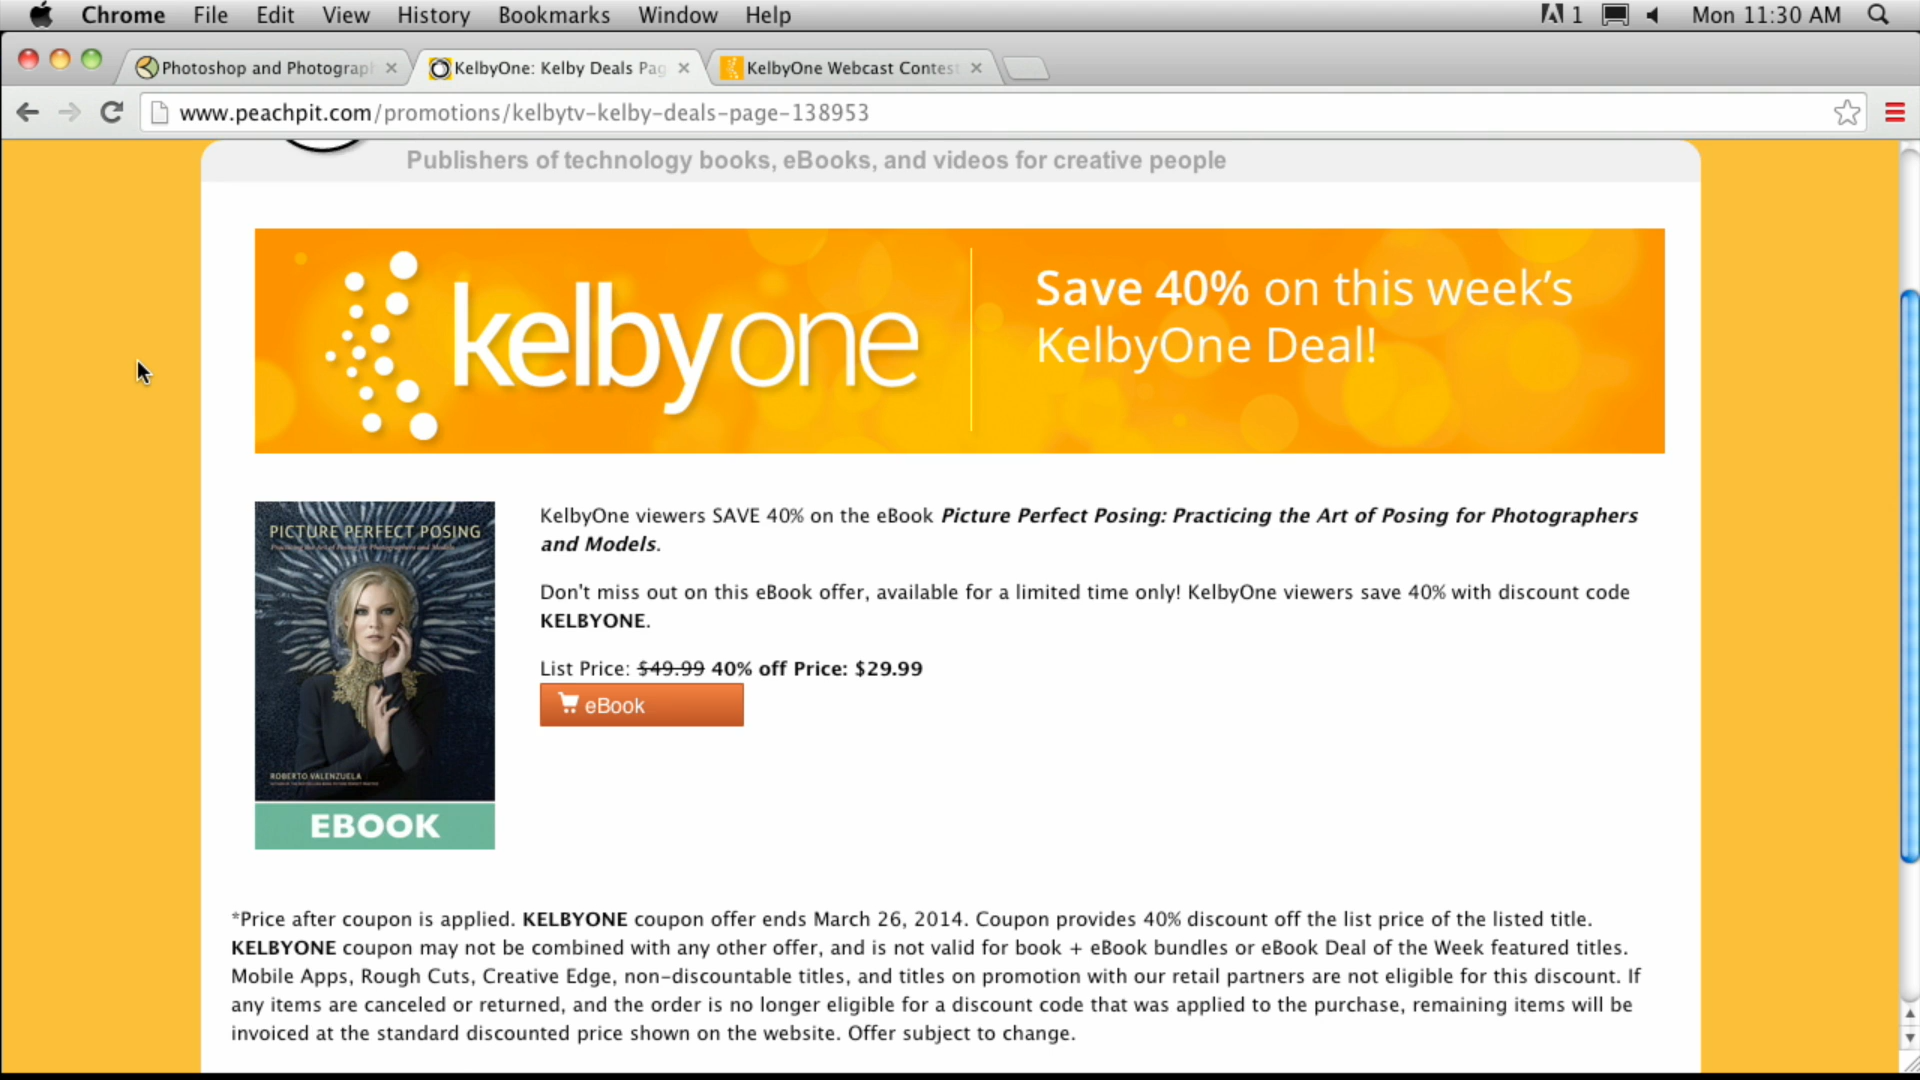 Chrome File Edit View History Bookmarks Window Help 1 Mon 11:30 AM
Photoshop and Photograp KelbyOne: Kelby Deals Pag KelbyOne Webcast Contest
www.peachpit.com/promotions/kelbytv-kelby-deals-page-138953
Publishers of technology books, eBooks, and videos for creative people
kelbyone
Save 40% on this week's
KelbyOne Deal!
PICTURE PERFECT POSING
Practicing the Art of Posing for Photographers and Models
ROBERTO VALENZUELA
EBOOK
KelbyOne viewers SAVE 40% on the eBook Picture Perfect Posing: Practicing the Art of Posing for Photographers
and Models.
Don't miss out on this eBook offer, available for a limited time only! KelbyOne viewers save 40% with discount code
KELBYONE.
List Price: $49.99 40% off Price: $29.99
eBook
*Price after coupon is applied. KELBYONE coupon offer ends March 26, 2014. Coupon provides 40% discount off the list price of the listed title.
KELBYONE coupon may not be combined with any other offer, and is not valid for book + eBook bundles or eBook Deal of the Week featured titles.
Mobile Apps, Rough Cuts, Creative Edge, non-discountable titles, and titles on promotion with our retail partners are not eligible for this discount. If
any items are canceled or returned, and the order is no longer eligible for a discount code that was applied to the purchase, remaining items will be
invoiced at the standard discounted price shown on the website. Offer subject to change.